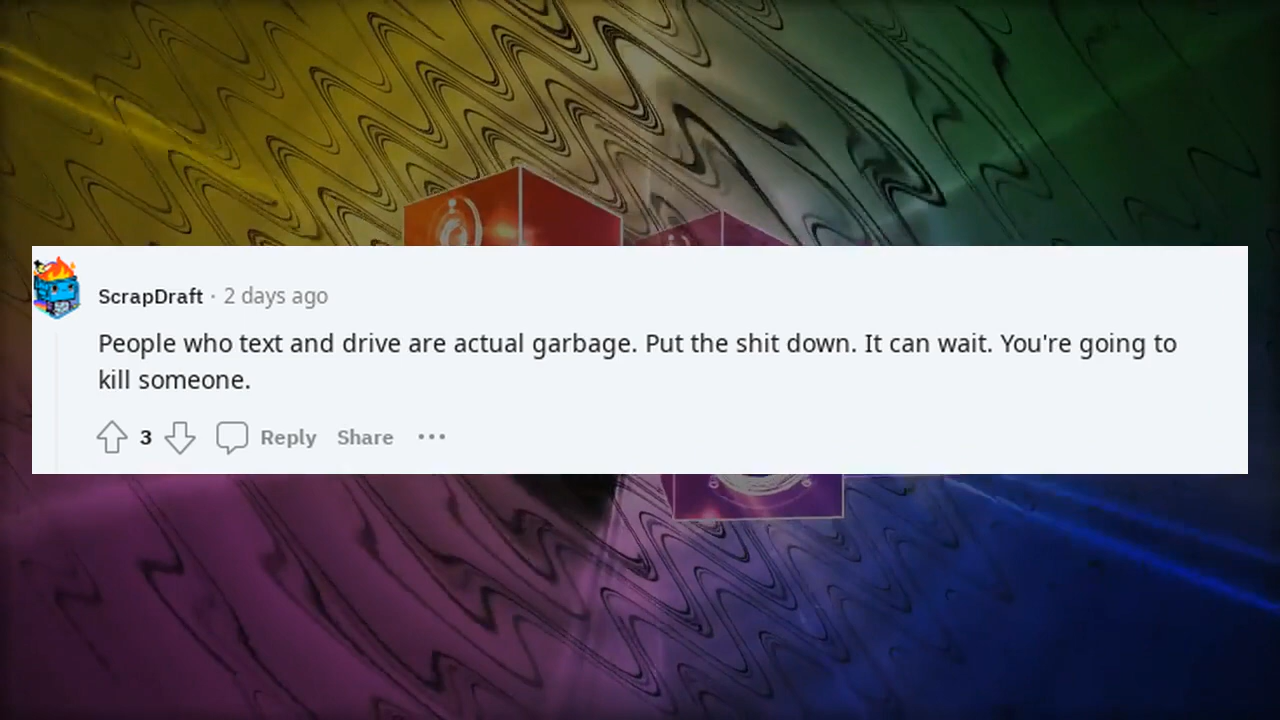 ScrapDraft · 2 days ago
People who text and drive are actual garbage. Put the shit down. It can wait. You're going to
kill someone.
3 Reply Share ···